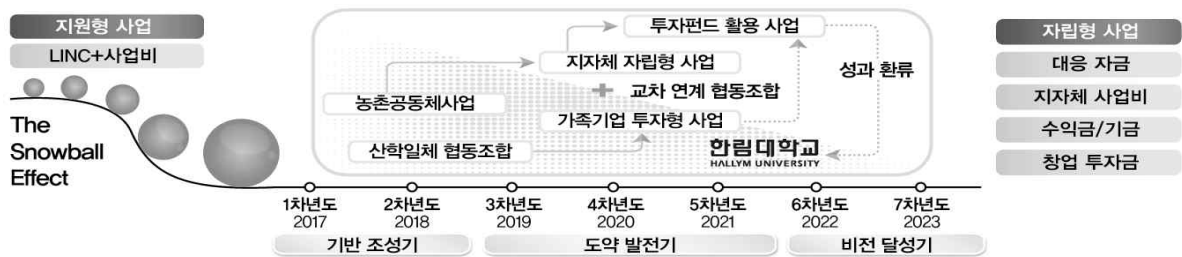 지원형 사업
LINC+사업비
The
Snowball
Effect
투자펀드 활용 사업
지자체 자립형 사업
성과 환류
+ 교차 연계 협동조합
농촌공동체사업
가족기업 투자형 사업
산학일체 협동조합
한림대학교
HALLYM UNIVERSITY
1차년도 2차년도 3차년도 4차년도 5차년도 6차년도 7차년도
2017 2018 2019 2020 2021 2022 2023
기반 조성기 도약 발전기 비전 달성기
자립형 사업
대응 자금
지자체 사업비
수익금/기금
창업 투자금